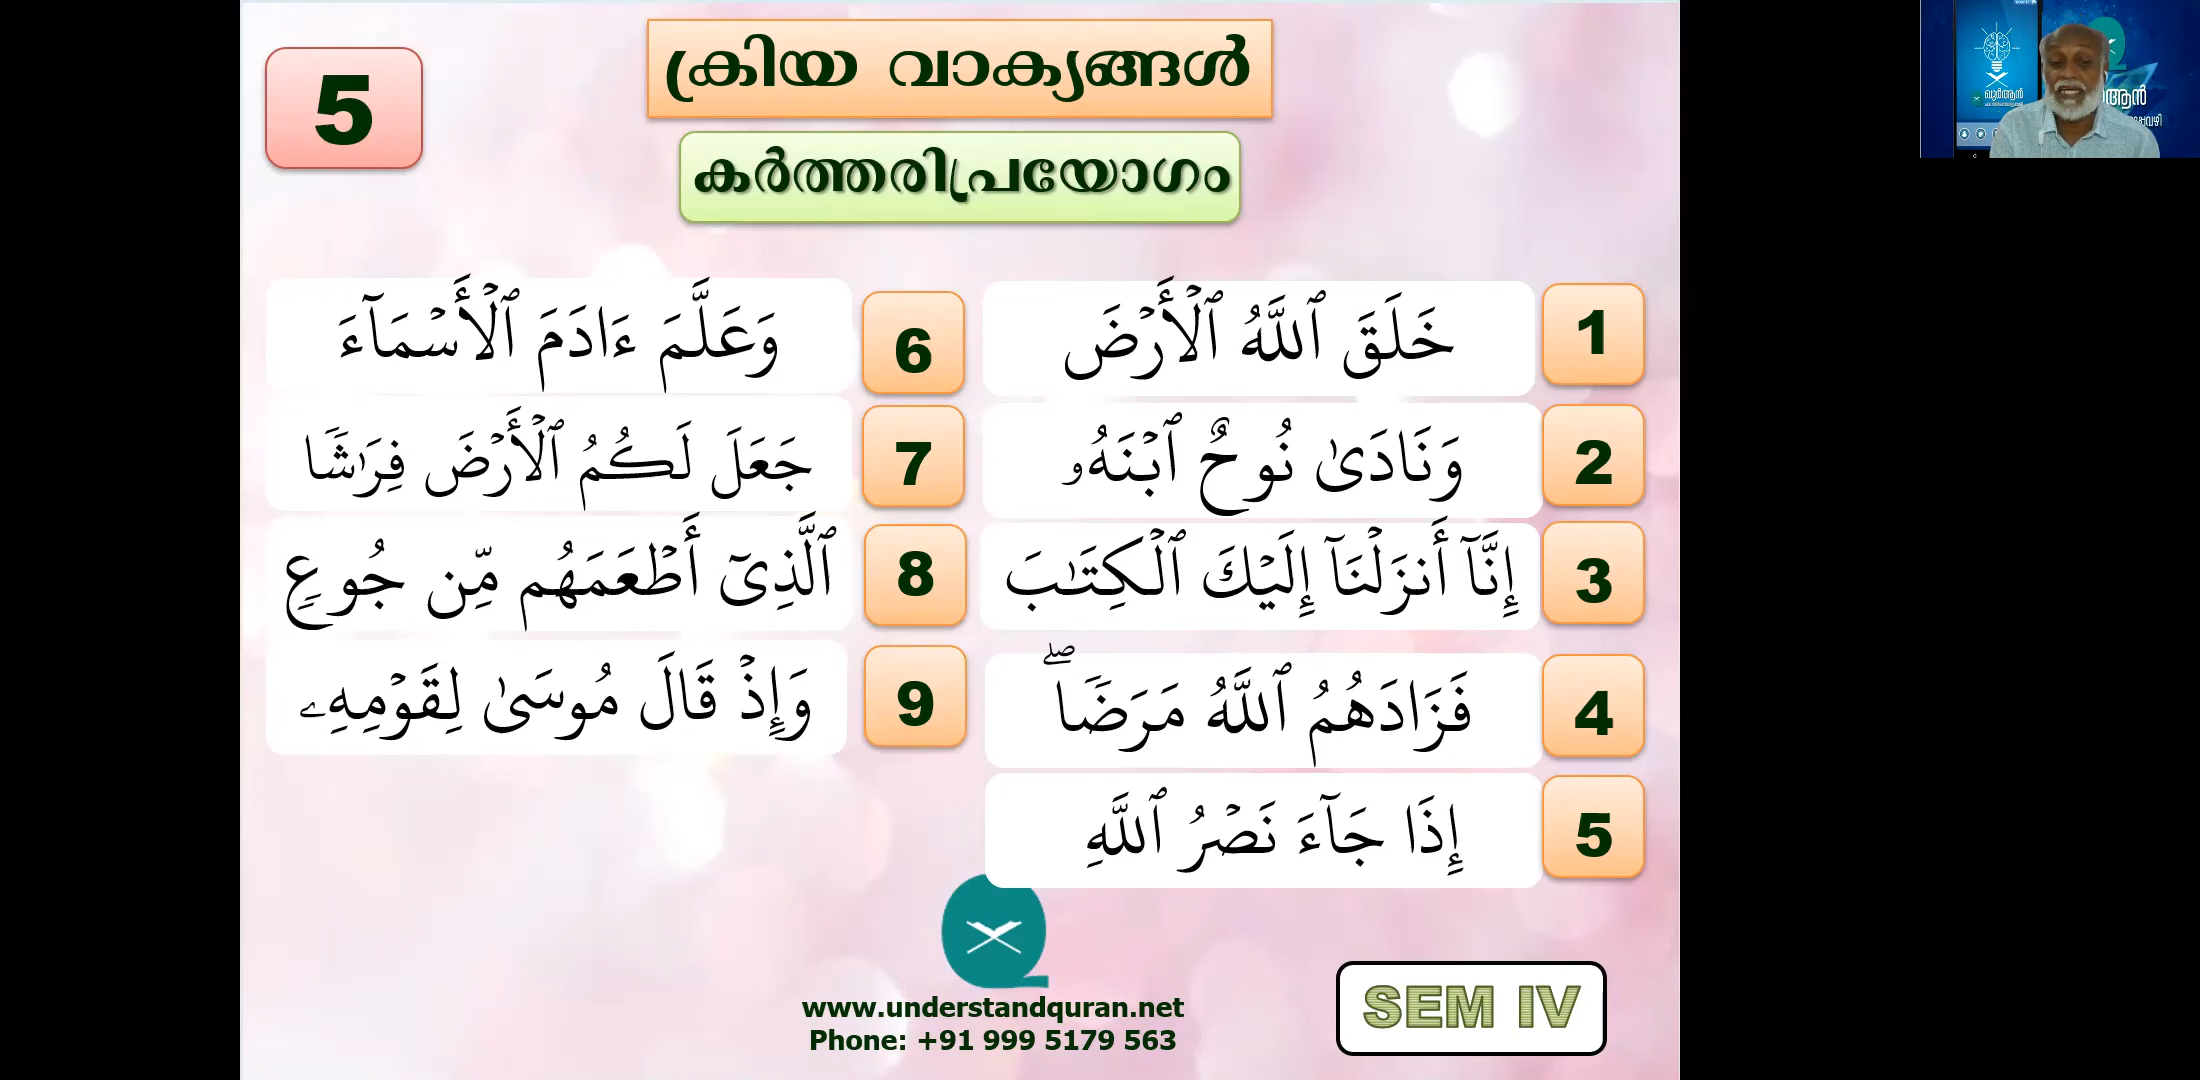 5
ക്രിയ വാക്യങ്ങൾ
കർത്തരിപ്രയോഗം
1
خَلَقَ ٱللَّهُ ٱلْأَرْضَ
2
وَنَادَىٰ نُوحٌ ٱبْنَهُۥ
3
إِنَّآ أَنزَلْنَآ إِلَيْكَ ٱلْكِتَـٰبَ
4
فَزَادَهُمُ ٱللَّهُ مَرَضًا ۖ
5
إِذَا جَآءَ نَصْرُ ٱللَّهِ
6
وَعَلَّمَ ءَادَمَ ٱلْأَسْمَآءَ
7
جَعَلَ لَكُمُ ٱلْأَرْضَ فِرَٰشًا
8
ٱلَّذِىٓ أَطْعَمَهُم مِّن جُوعٍ
9
وَإِذْ قَالَ مُوسَىٰ لِقَوْمِهِۦ
www.understandquran.net
Phone: +91 999 5179 563
SEM IV
ഖുർആൻ